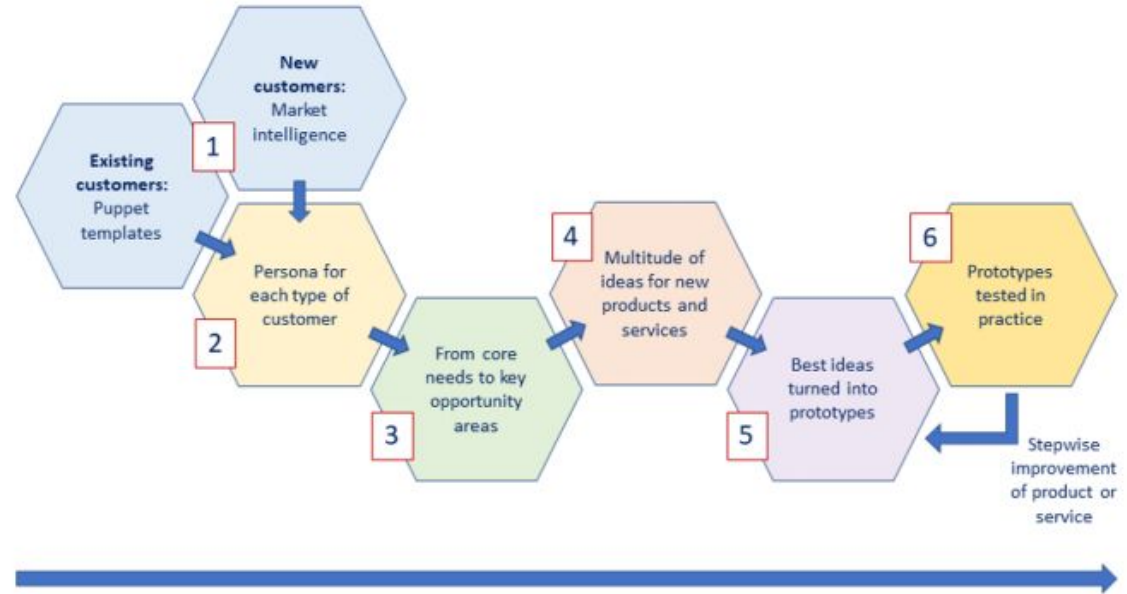 New
customers:
Market
intelligence
1
Existing
customers:
Puppet
templates
Persona for
each type of
customer
2
From core
needs to key
opportunity
areas
3
4
Multitude of
ideas for new
products and
services
Best ideas
turned into
prototypes
5
6
Prototypes
tested in
practice
Stepwise
improvement
of product or
service